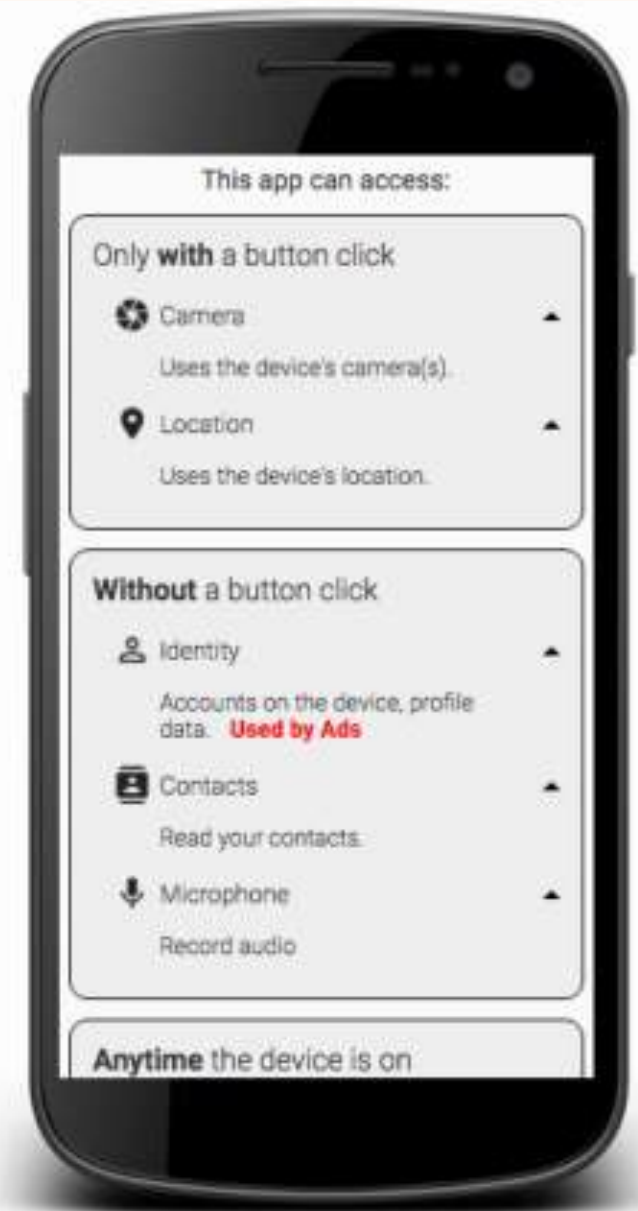 This app can access:
Only with a button click
Camera
Uses the device's camera(s).
Location
Uses the device's location.
Without a button click
Identity
Accounts on the device, profile
data. Used by Ads
Contacts
Read your contacts.
Microphone
Record audio
Anytime the device is on